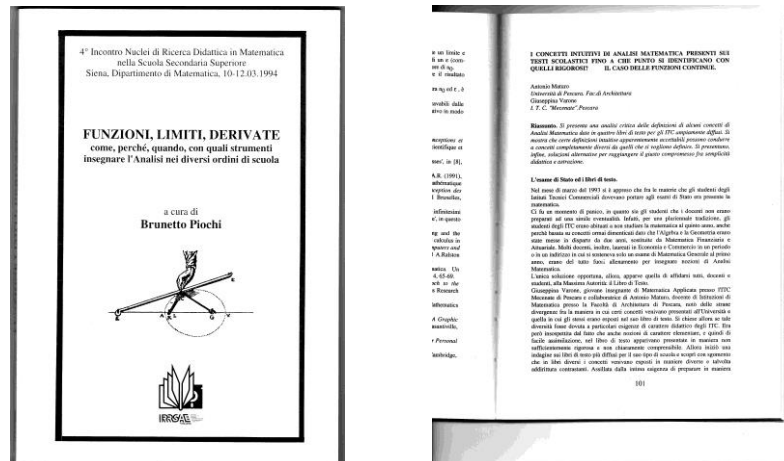 4° Incontro Nuclei di Ricerca Didattica in Matematica
nella Scuola Secondaria Superiore
Siena, Dipartimento di Matematica, 10-12.03.1994
FUNZIONI, LIMITI, DERIVATE
come, perché, quando, con quali strumenti
insegnare l'Analisi nei diversi ordini di scuola
a cura di
Brunetto Piochi
IRRSAE
I CONCETTI INTUITIVI DI ANALISI MATEMATICA PRESENTI SUI
TESTI SCOLASTICI FINO A CHE PUNTO SI IDENTIFICANO CON
QUELLI RIGOROSI? IL CASO DELLE FUNZIONI CONTINUE.
Antonio Maturo
Università di Pescara, Fac.di Architettura
Giuseppina Varone
I. T. C. "Mecenate".Pescara
Riassunto. Si presenta una analisi critica delle definizioni di alcuni concetti di
Analisi Matematica date in quattro libri di testo per gli ITC ampiamente diffusi. Si
mostra che certe definizioni intuitive apparentemente accettabili possono condurre
a concetti completamente diversi da quelli che si vogliono definire. Si presentano,
infine, soluzioni alternative per raggiungere il giusto compromesso fra semplicità
didattica e astrazione.
L'esame di Stato ed i libri di testo.
Nel mese di marzo del 1993 si è appreso che fra le materie che gli studenti degli
Istituti Tecnici Commerciali dovevano portare agli esami di Stato era presente la
matematica.
Ci fu un momento di panico, in quanto sia gli studenti che i docenti non erano
preparati ad una simile eventualità. Infatti, per una pluriennale tradizione, gli
studenti degli ITC erano abituati a non studiare la matematica al quinto anno, anche
perchè basata su concetti ormai dimenticati dato che l'Algebra e la Geometria erano
state messe in disparte da due anni, sostituite da Matematica Finanziaria e
Attuariale. Molti docenti, inoltre, laureati in Economia e Commercio in un periodo
o in un indirizzo in cui si sosteneva solo un esame di Matematica Generale al primo
anno, erano del tutto fuori allenamento per insegnare nozioni di Analisi
Matematica.
L'unica soluzione opportuna, allora, apparve quella di affidarsi tutti, docenti e
studenti, alla Massima Autorità: il Libro di Testo.
Giuseppina Varone, giovane insegnante di Matematica Applicata presso l'ITC
Mecenate di Pescara e collaboratrice di Antonio Maturo, docente di Istituzioni di
Matematica presso la Facoltà di Architettura di Pescara, notò delle strane
divergenze fra la maniera in cui certi concetti venivano presentati all'Università e
quella in cui gli stessi erano esposti nel suo libro di testo. Si chiese allora se tale
diversità fosse dovuta a particolari esigenze di carattere didattico degli ITC. Era
però insospettita dal fatto che anche nozioni di carattere elementare, e quindi di
facile assimilazione, nel libro di testo apparivano presentate in maniera non
sufficientemente rigorosa e non chiaramente comprensibile. Allora iniziò una
indagine sui libri di testo più diffusi per il suo tipo di scuola e scoprì con sgomento
che in libri diversi i concetti venivano esposti in maniere diverse e talvolta
addirittura contrastanti. Assillata dalla intima esigenza di preparare in maniera
101